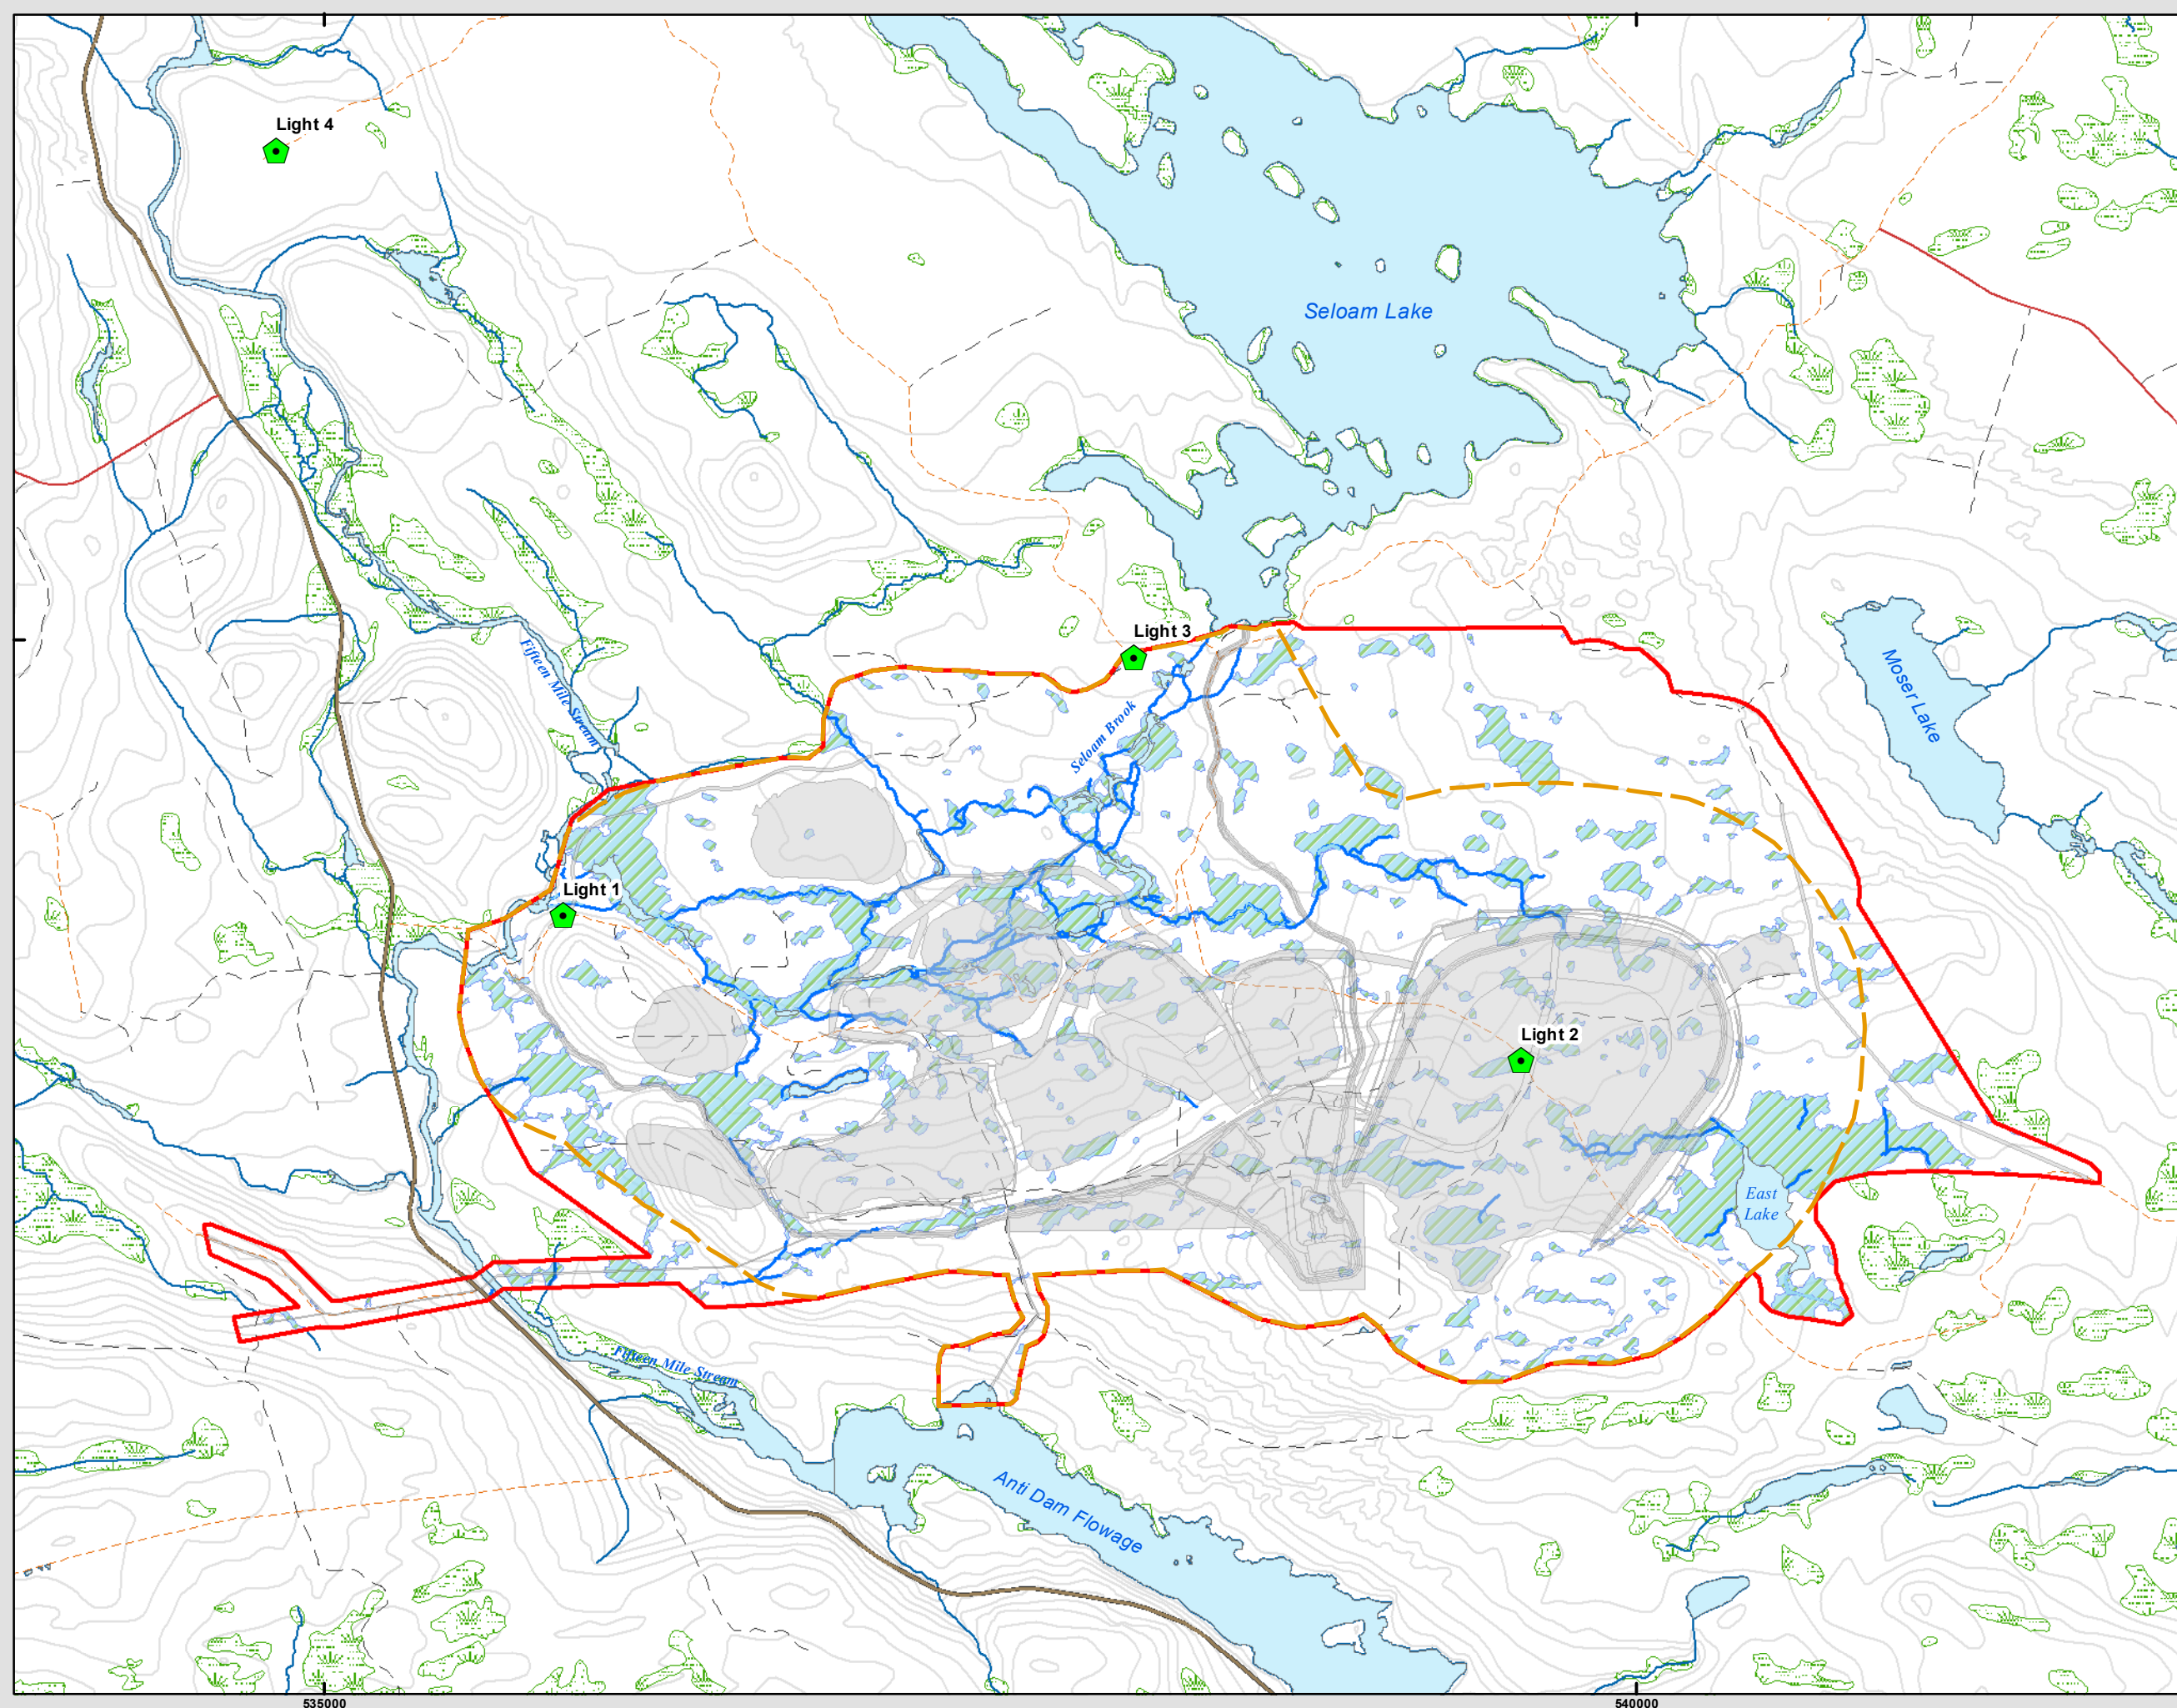 Light 4
Seloam Lake
Light 3
Fifteen Mile Stream
Moser Lake
Seloam Brook
Light 1
Light 2
East
Lake
Fifteen Mile Stream
Anti Dam Flowage
535000
540000